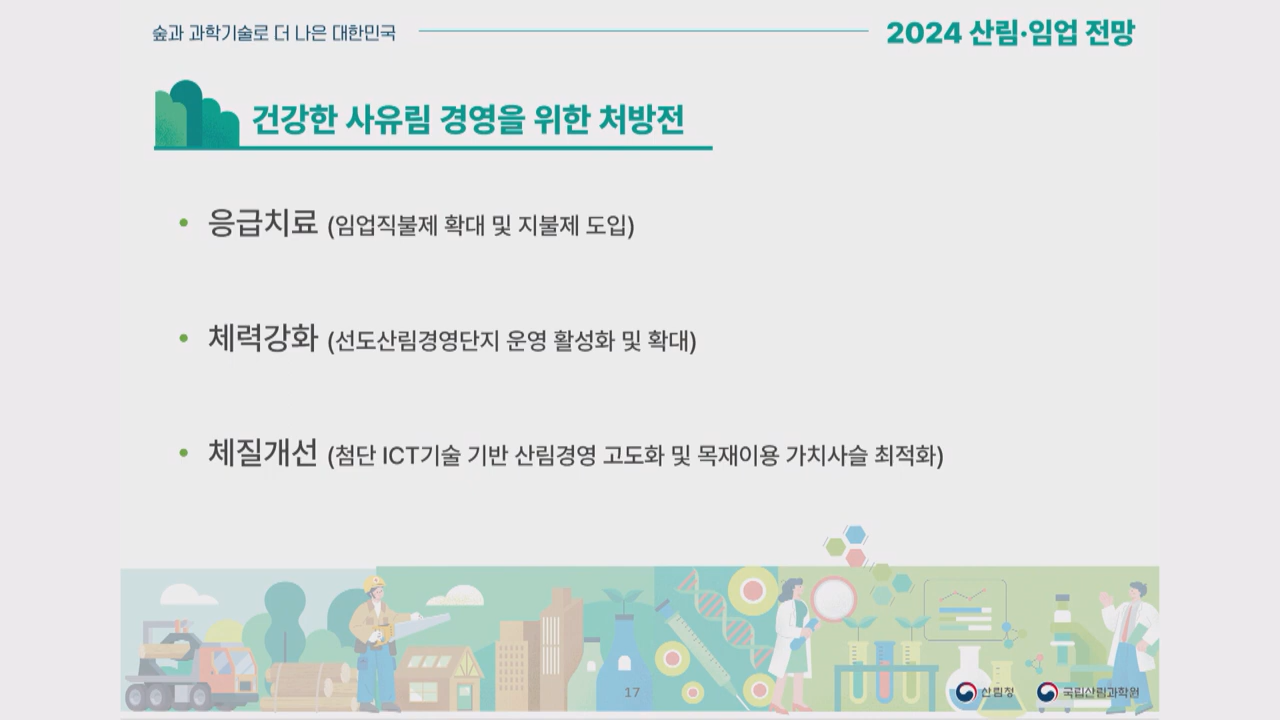 숲과 과학기술로 더 나은 대한민국
2024 산림·임업 전망
건강한 사유림 경영을 위한 처방전
• 응급치료 (임업직불제 확대 및 지불제 도입)
• 체력강화 (선도산림경영단지 운영 활성화 및 확대)
• 체질개선 (첨단 ICT기술 기반 산림경영 고도화 및 목재이용 가치사슬 최적화)
17
산림청
국립산림과학원